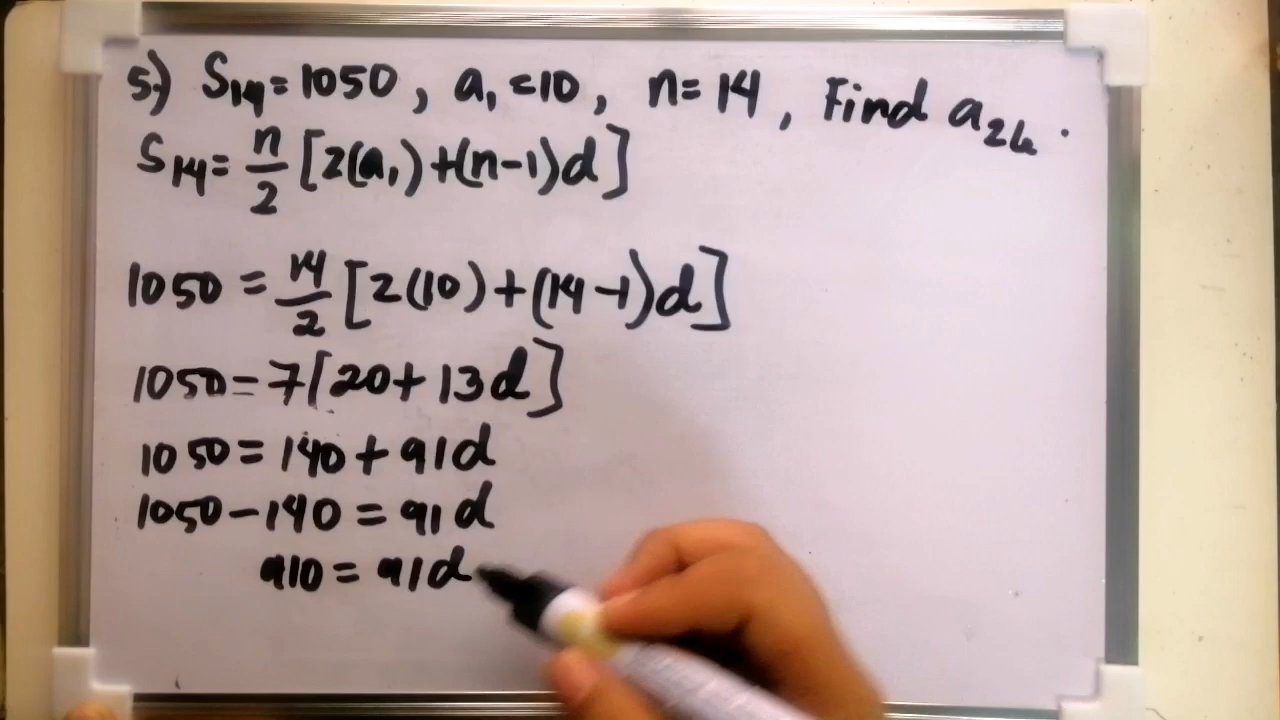 5.) S₁₄ = 1050, a₁ = 10, n = 14, Find a₂₆.
S₁₄ = n/2 [2(a₁) + (n-1)d]
1050 = 14/2 [2(10) + (14-1)d]
1050 = 7[20 + 13d]
1050 = 140 + 91d
1050 - 140 = 91d
910 = 91d